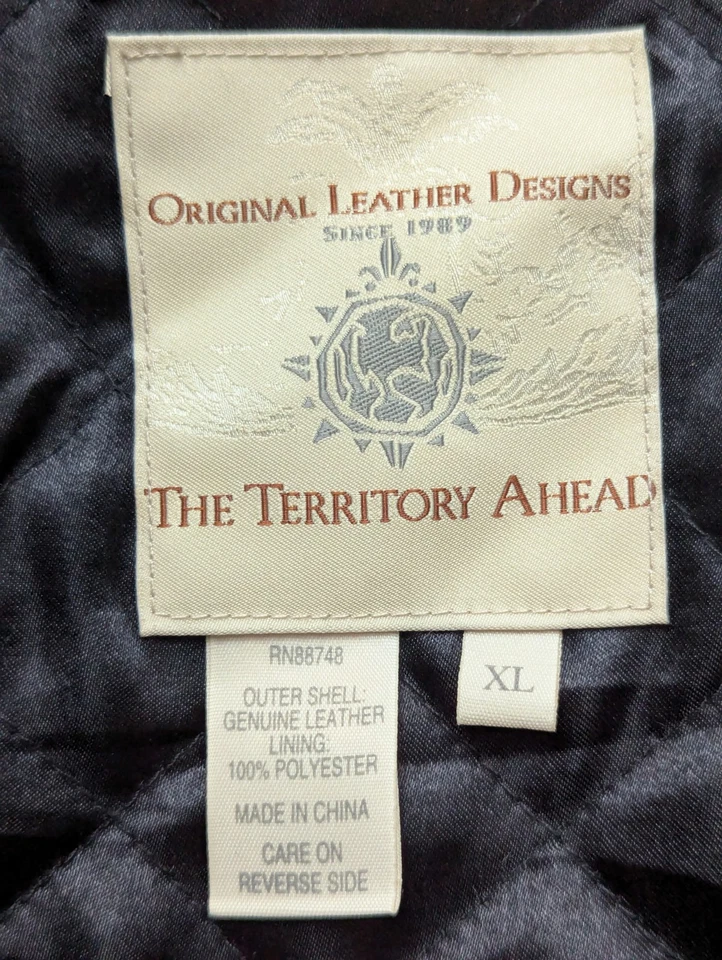 ORIGINAL LEATHER DESIGNS
SINCE 1989
THE TERRITORY AHEAD
RN88748
OUTER SHELL:
GENUINE LEATHER
LINING:
100% POLYESTER
MADE IN CHINA
CARE ON
REVERSE SIDE
XL